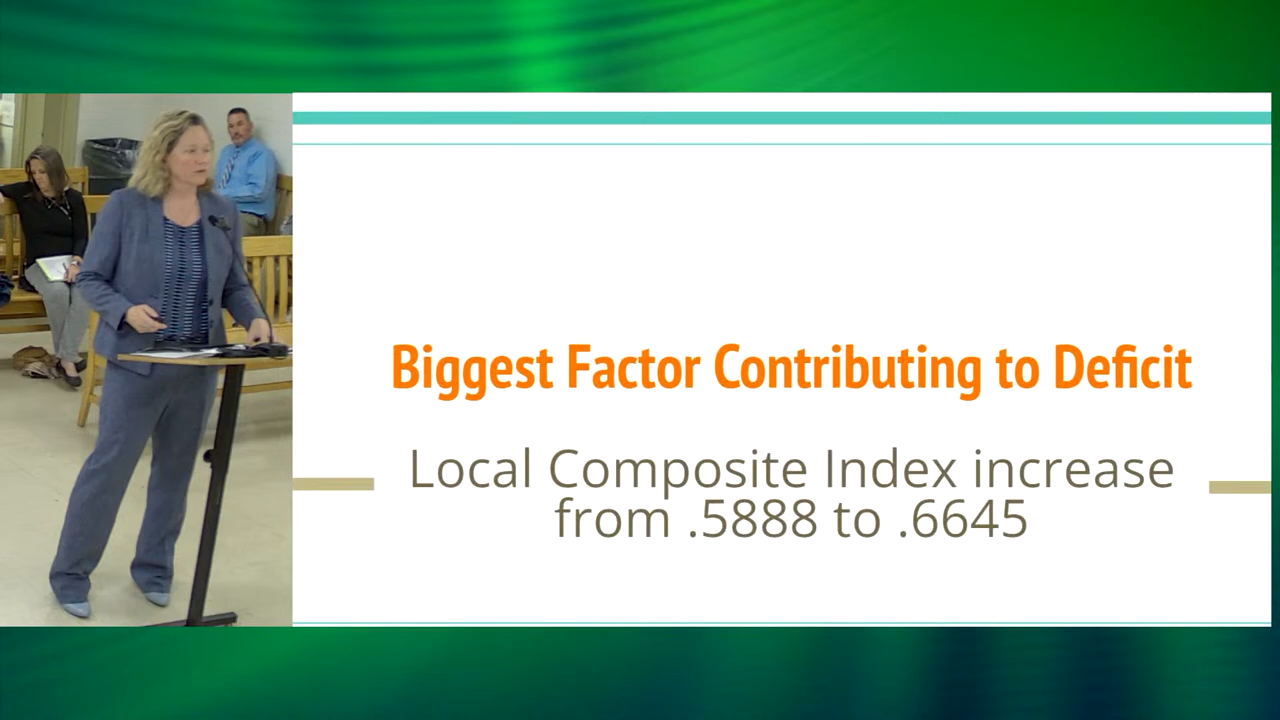 Biggest Factor Contributing to Deficit
Local Composite Index increase
from .5888 to .6645